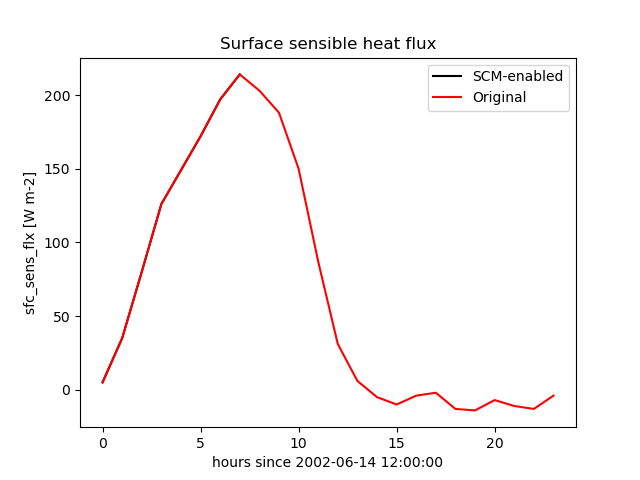 Surface sensible heat flux
SCM-enabled
Original
200
150
100
50
0
sfc_sens_flx [W m-2]
0 5 10 15 20
hours since 2002-06-14 12:00:00